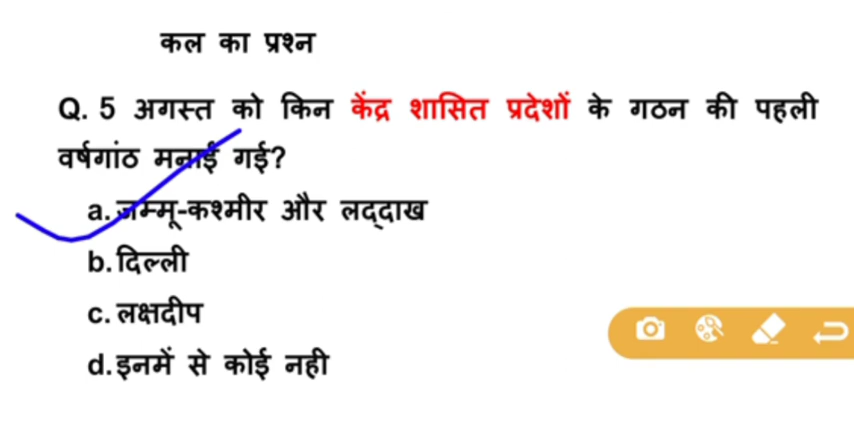 कल का प्रश्न
Q. 5 अगस्त को किन केंद्र शासित प्रदेशों के गठन की पहली
वर्षगांठ मनाई गई?
a. जम्मू-कश्मीर और लद्दाख
b. दिल्ली
c. लक्षदीप
d. इनमें से कोई नही